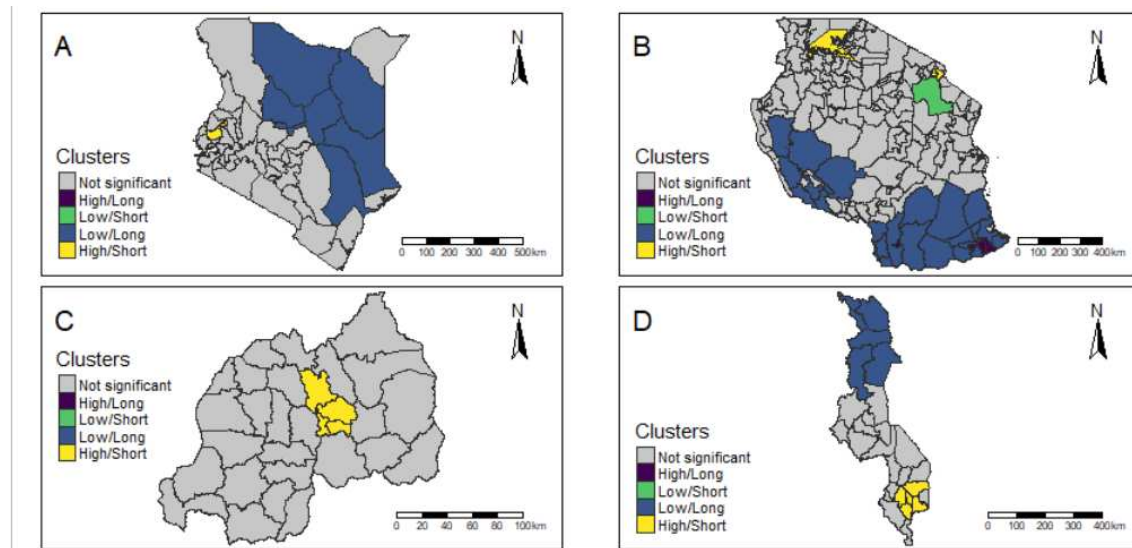 A
N
Clusters
Not significant
High/Long
Low/Short
Low/Long
High/Short
0 100 200 300 400 500km
B
N
Clusters
Not significant
High/Long
Low/Short
Low/Long
High/Short
0 100 200 300 400km
C
N
Clusters
Not significant
High/Long
Low/Short
Low/Long
High/Short
0 20 40 60 80 100km
D
N
Clusters
Not significant
High/Long
Low/Short
Low/Long
High/Short
0 100 200 300 400km